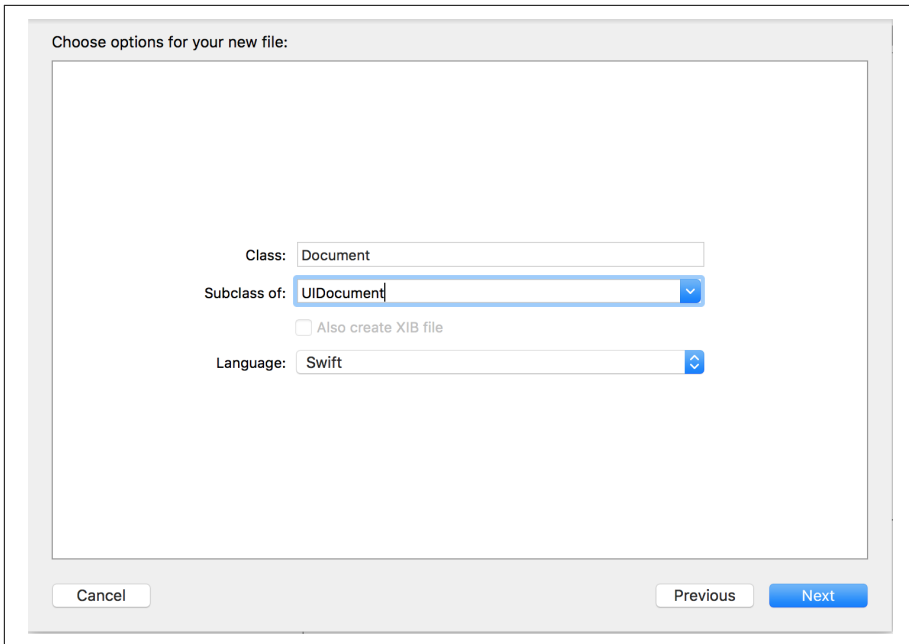 Choose options for your new file:
Class: Document
Subclass of: UIDocument
Also create XIB file
Language: Swift
Cancel Previous Next